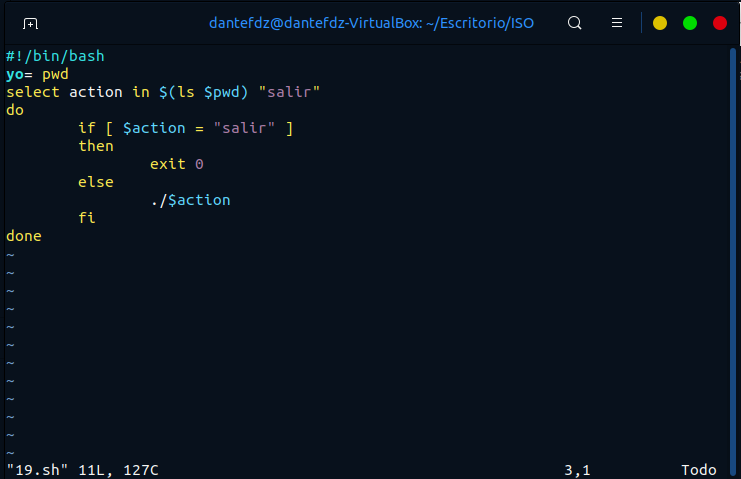 dantefdz@dantefdz-VirtualBox: ~/Escritorio/ISO
#!/bin/bash
yo= pwd
select action in $(ls $pwd) "salir"
do
        if [ $action = "salir" ]
        then
                exit 0
        else
                ./$action
        fi
done
~
~
~
~
~
~
~
~
~
~
~
~
"19.sh" 11L, 127C 3,1 Todo